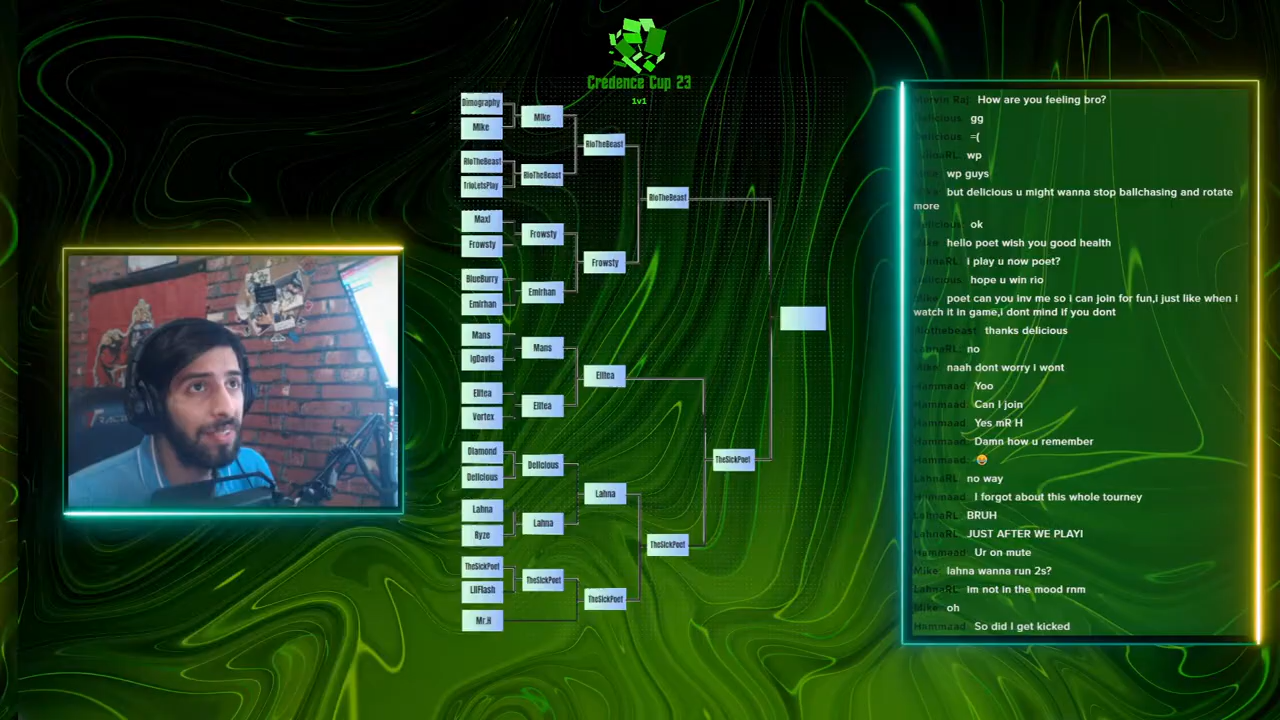 Credence Cup 23
1v1
Dimography
Mike
RioTheBeast
TrioLetsPlay
Maxi
Frowsty
BlueBurry
Emirhan
Mans
IgDavis
Elitea
Vortex
Diamond
Delicious
Lahna
Ryze
TheSickPoet
LilFlash
Mr.H
Mike
RioTheBeast
Frowsty
Emirhan
Mans
Elitea
Delicious
Lahna
TheSickPoet
RioTheBeast
Frowsty
Elitea
Lahna
TheSickPoet
RioTheBeast
TheSickPoet
TheSickPoet
How are you feeling bro?
gg
=(
wp
wp guys
but delicious u might wanna stop ballchasing and rotate
more
ok
hello poet wish you good health
i play u now poet?
hope u win rio
poet can you inv me so i can join for fun,i just like when i
watch it in game,i dont mind if you dont
thanks delicious
no
naah dont worry i wont
Hammaad: Yoo
Hammaad: Can I join
Hammaad: Yes mR H
Hammaad: Damn how u remember
Hammaad: 😄
LahnaRL: no way
Hammaad: I forgot about this whole tourney
LahnaRL: BRUH
LahnaRL: JUST AFTER WE PLAYI
Hammaad: Ur on mute
Mike: lahna wanna run 2s?
LahnaRL: im not in the mood rnm
Mike: oh
Hammaad: So did I get kicked